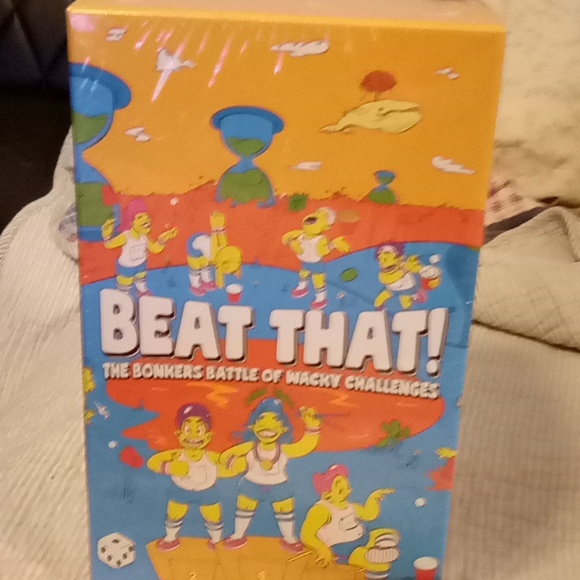 BEAT THAT!
THE BONKERS BATTLE OF WACKY CHALLENGES